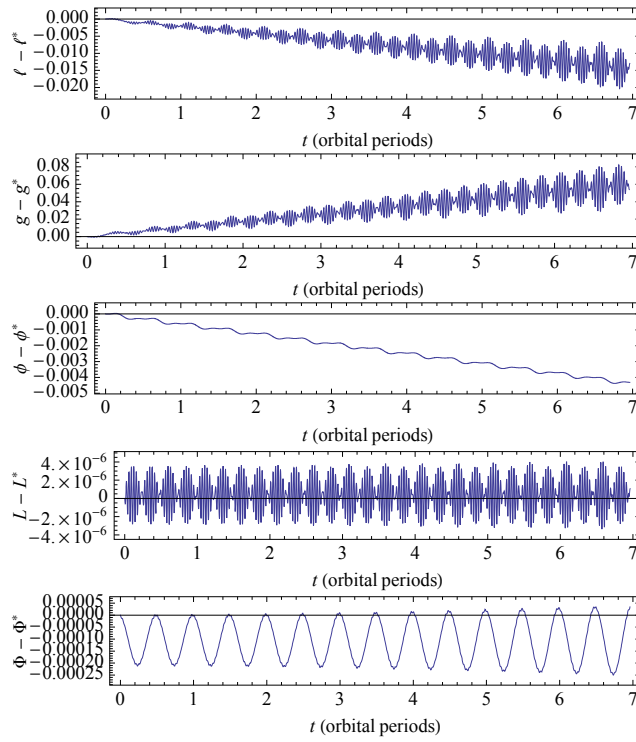 0.000
−0.005
−0.010
−0.015
−0.020
ℓ − ℓ*
0 1 2 3 4 5 6 7
t (orbital periods)
0.08
0.06
0.04
0.02
0.00
g − g*
0 1 2 3 4 5 6 7
t (orbital periods)
0.000
−0.001
−0.002
−0.003
−0.004
−0.005
ϕ − ϕ*
0 1 2 3 4 5 6 7
t (orbital periods)
4.×10⁻⁶
2.×10⁻⁶
0
−2.×10⁻⁶
−4.×10⁻⁶
L − L*
0 1 2 3 4 5 6 7
t (orbital periods)
0.00005
0.00000
−0.00010
−0.00020
−0.00025
Φ − Φ*
0 1 2 3 4 5 6 7
t (orbital periods)